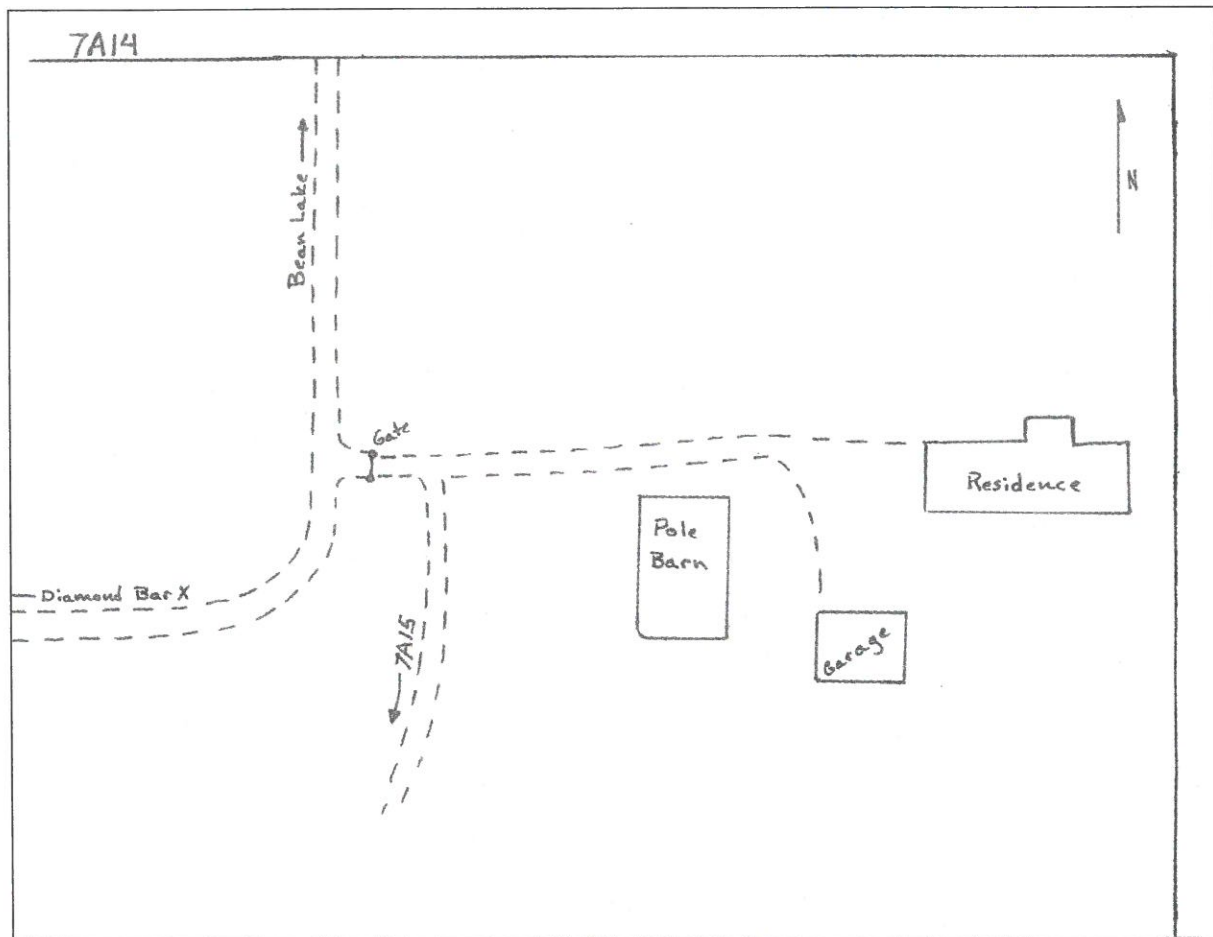 7A14
Bean Lake
N
Gate
Residence
Pole
Barn
Diamond Bar X
7A15
Garage